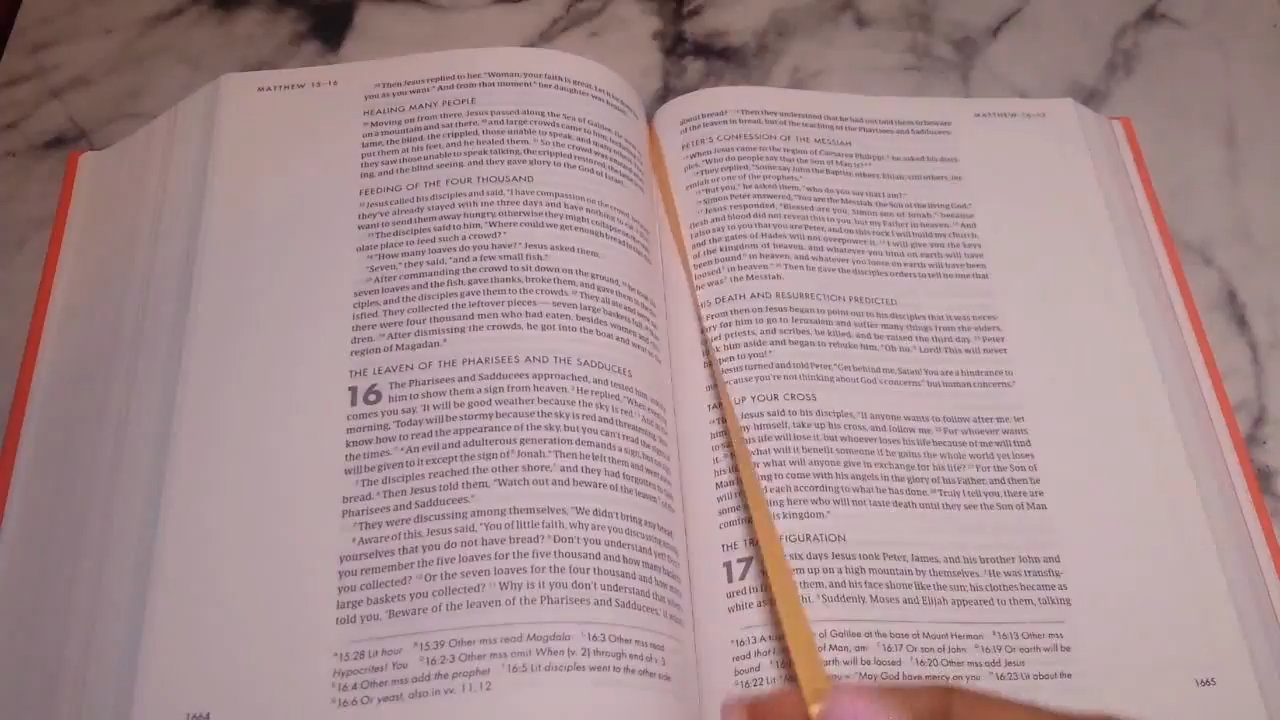 MATTHEW 15–16
²⁸Then Jesus replied to her, "Woman, your faith is great. Let it be done
you as you want." And from that moment her daughter was
HEALING MANY PEOPLE
²⁹Moving on from there, Jesus passed along the Sea of Galilee.
on a mountain and sat there, ³⁰and large crowds came to him, including
lame, the blind, the crippled, those unable to speak, and many others.
put them at his feet, and he healed them. ³¹So the crowd was amazed
they saw those unable to speak talking, the crippled restored, the lame
ing, and the blind seeing, and they gave glory to the God of Israel.
FEEDING OF THE FOUR THOUSAND
³²Jesus called his disciples and said, "I have compassion on the crowd,
they've already stayed with me three days and have nothing to eat.
want to send them away hungry, otherwise they might collapse on the
³³The disciples said to him, "Where could we get enough bread in this
olate place to feed such a crowd?"
³⁴"How many loaves do you have?" Jesus asked them.
"Seven," they said, "and a few small fish."
³⁵After commanding the crowd to sit down on the ground, ³⁶he took the
seven loaves and the fish, gave thanks, broke them, and gave them to the
ciples, and the disciples gave them to the crowds. ³⁷They all ate and were
isfied. They collected the leftover pieces — seven large baskets full.
there were four thousand men who had eaten, besides women and
dren. ³⁹After dismissing the crowds, he got into the boat and went to the
region of Magadan.
THE LEAVEN OF THE PHARISEES AND THE SADDUCEES
16 The Pharisees and Sadducees approached, and tested him, asking
him to show them a sign from heaven. ²He replied, "When evening
comes you say, 'It will be good weather because the sky is red.' ³And in the
morning, 'Today will be stormy because the sky is red and threatening.' You
know how to read the appearance of the sky, but you can't read the signs of
the times. ⁴An evil and adulterous generation demands a sign, but no sign
will be given to it except the sign of Jonah." Then he left them and went away.
⁵The disciples reached the other shore, and they had forgotten to take
bread. ⁶Then Jesus told them, "Watch out and beware of the leaven of the
Pharisees and Sadducees."
⁷They were discussing among themselves, "We didn't bring any bread."
⁸Aware of this, Jesus said, "You of little faith, why are you discussing among
yourselves that you do not have bread? ⁹Don't you understand yet? Don't
you remember the five loaves for the five thousand and how many baskets
you collected? ¹⁰Or the seven loaves for the four thousand and how many
large baskets you collected? ¹¹Why is it you don't understand that when I
told you, 'Beware of the leaven of the Pharisees and Sadducees,' it wasn't
15:28 Lit hour 15:39 Other mss read Magdala 16:3 Other mss read
Hypocrites! You 16:2-3 Other mss omit When (v. 2) through end of v. 3
16:4 Other mss add the prophet 16:5 Lit disciples went to the other side
16:6 Or yeast, also in vv. 11,12
1664
about bread?" ¹²Then they understood that he had not told them to beware
of the leaven in bread, but of the teaching of the Pharisees and Sadducees.
PETER'S CONFESSION OF THE MESSIAH
¹³When Jesus came to the region of Caesarea Philippi, he asked his disci-
ples, "Who do people say that the Son of Man is?"
¹⁴They replied, "Some say John the Baptist; others, Elijah; still others, Jer-
emiah or one of the prophets."
¹⁵"But you," he asked them, "who do you say that I am?"
¹⁶Simon Peter answered, "You are the Messiah, the Son of the living God."
¹⁷Jesus responded, "Blessed are you, Simon son of Jonah, because
flesh and blood did not reveal this to you, but my Father in heaven. ¹⁸And
I also say to you that you are Peter, and on this rock I will build my church,
and the gates of Hades will not overpower it. ¹⁹I will give you the keys
of the kingdom of heaven, and whatever you bind on earth will have
been bound in heaven, and whatever you loose on earth will have been
loosed in heaven." ²⁰Then he gave the disciples orders to tell no one that
he was the Messiah.
HIS DEATH AND RESURRECTION PREDICTED
From then on Jesus began to point out to his disciples that it was neces-
sary for him to go to Jerusalem and suffer many things from the elders,
chief priests, and scribes, be killed, and be raised the third day. ²²Peter
took him aside and began to rebuke him, "Oh no, Lord! This will never
happen to you!"
Jesus turned and told Peter, "Get behind me, Satan! You are a hindrance to
me because you're not thinking about God's concerns but human concerns."
TAKE UP YOUR CROSS
²⁴Then Jesus said to his disciples, "If anyone wants to follow after me, let
him deny himself, take up his cross, and follow me. ²⁵For whoever wants
to save his life will lose it, but whoever loses his life because of me will find
it. what will it benefit someone if he gains the whole world yet loses
his life? Or what will anyone give in exchange for his life? ²⁷For the Son of
Man is going to come with his angels in the glory of his Father, and then he
will reward each according to what he has done. ²⁸Truly I tell you, there are
some standing here who will not taste death until they see the Son of Man
coming in his kingdom."
THE TRANSFIGURATION
17 six days Jesus took Peter, James, and his brother John and
them up on a high mountain by themselves. ²He was transfig-
ured in them, and his face shone like the sun; his clothes became as
white as light. ³Suddenly, Moses and Elijah appeared to them, talking
16:13 A of Galilee at the base of Mount Hermon 16:13 Other mss
read that I of Man, am 16:17 Or son of John 16:19 Or earth will be
bound earth will be loosed 16:20 Other mss add Jesus
16:22 Lit "May God have mercy on you 16:23 Lit about the
1665